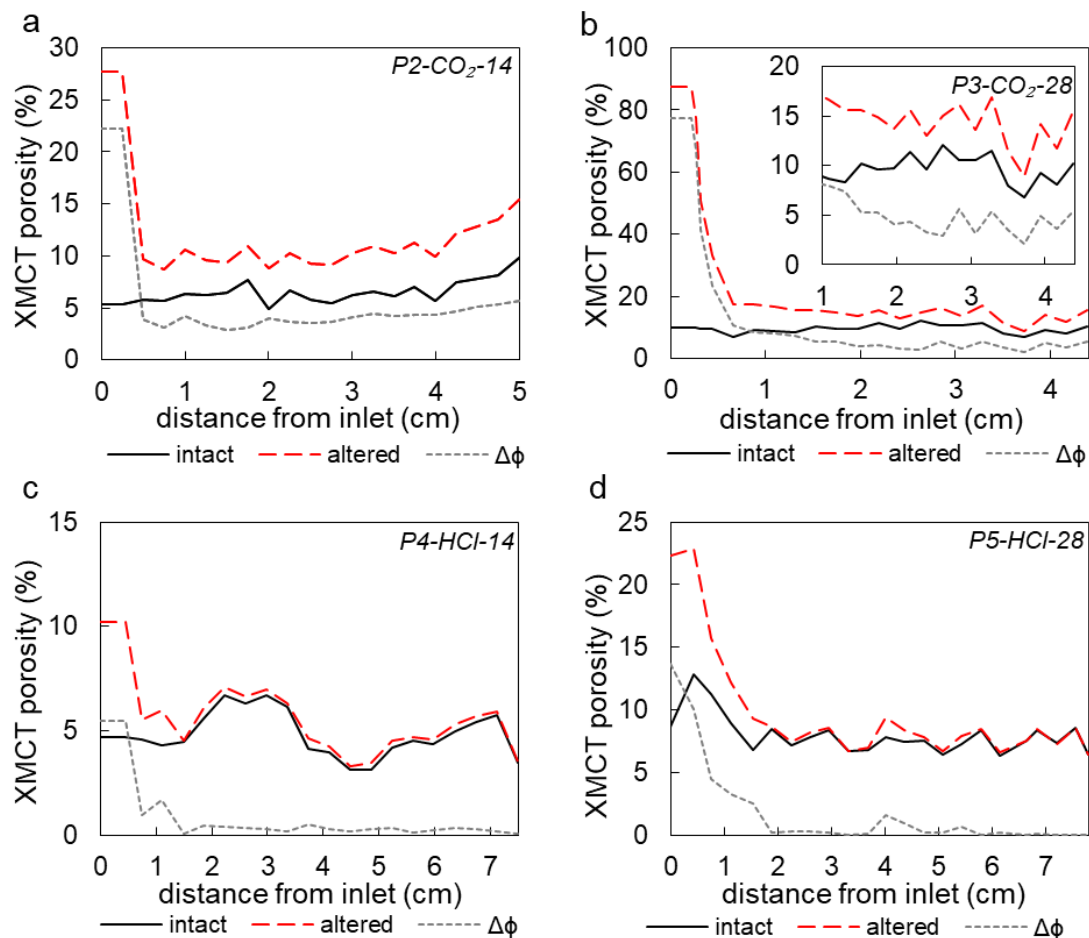 a
P2-CO₂-14
XMCT porosity (%)
30
25
20
15
10
5
0
0 1 2 3 4 5
distance from inlet (cm)
intact altered Δϕ
b
P3-CO₂-28
XMCT porosity (%)
100
80
60
40
20
0
20
15
10
5
0
1 2 3 4
0 1 2 3 4
distance from inlet (cm)
intact altered Δϕ
c
P4-HCl-14
XMCT porosity (%)
15
10
5
0
0 1 2 3 4 5 6 7
distance from inlet (cm)
intact altered Δϕ
d
P5-HCl-28
XMCT porosity (%)
25
20
15
10
5
0
0 1 2 3 4 5 6 7
distance from inlet (cm)
intact altered Δϕ